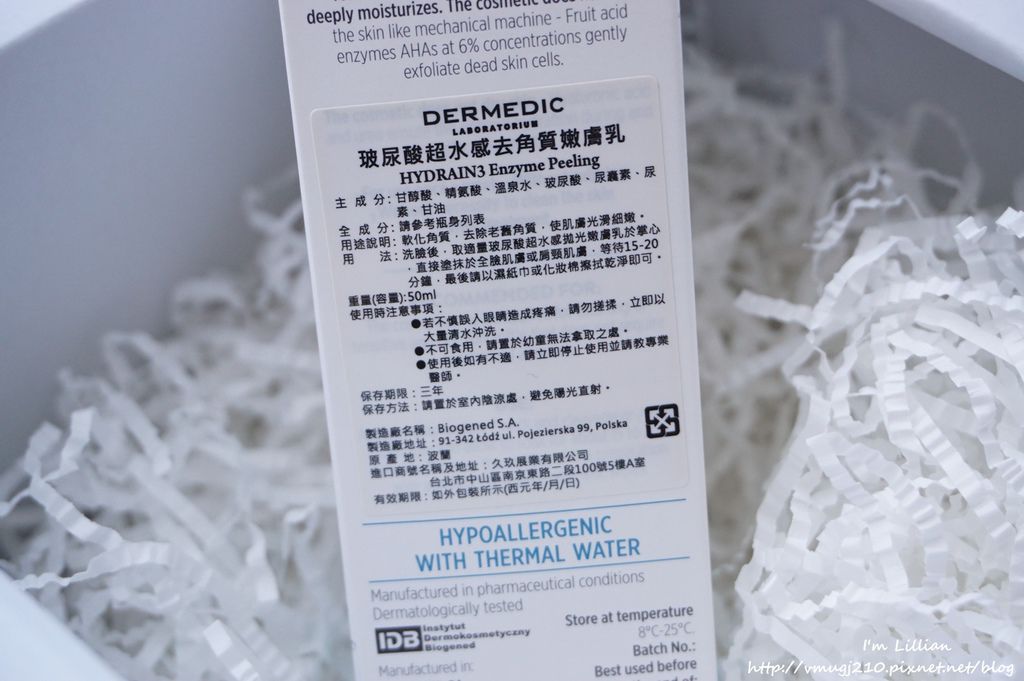 deeply moisturizes. The cosmetic does
the skin like mechanical machine - Fruit acid
enzymes AHAs at 6% concentrations gently
exfoliate dead skin cells.
DERMEDIC
LABORATORIUM
玻尿酸超水感去角質嫩膚乳
HYDRAIN3 Enzyme Peeling
主 成 分:甘醇酸、精氨酸、溫泉水、玻尿酸、尿囊素、尿
素、甘油
全 成 分:請參考瓶身列表
用途說明:軟化角質,去除老舊角質,使肌膚光滑細嫩。
用 法:洗臉後,取適量玻尿酸超水感拋光嫩膚乳於掌心
,直接塗抹於全臉肌膚或肩頸肌膚,等待15-20
分鐘,最後請以濕紙巾或化妝棉擦拭乾淨即可。
重量(容量):50ml
使用時注意事項:
●若不慎誤入眼睛造成疼痛,請勿搓揉,立即以
大量清水沖洗。
●不可食用,請置於幼童無法拿取之處。
●使用後如有不適,請立即停止使用並請教專業
醫師。
保存期限:三年
保存方法:請置於室內陰涼處,避免陽光直射。
製造廠名稱:Biogened S.A.
製造廠地址:91-342 Łódź ul. Pojezierska 99, Polska
原 產 地:波蘭
進口商號名稱及地址:久玖展業有限公司
台北市中山區南京東路二段100號5樓A室
有效期限:如外包裝所示(西元年/月/日)
HYPOALLERGENIC
WITH THERMAL WATER
Manufactured in pharmaceutical conditions
Dermatologically tested
IDB Instytut
Dermokosmetyczny
Biogened
Manufactured in:
Store at temperature
8°C-25°C.
Batch No.:
Best used before
I'm Lillian
http://vmugj210.pixnet.net/blog